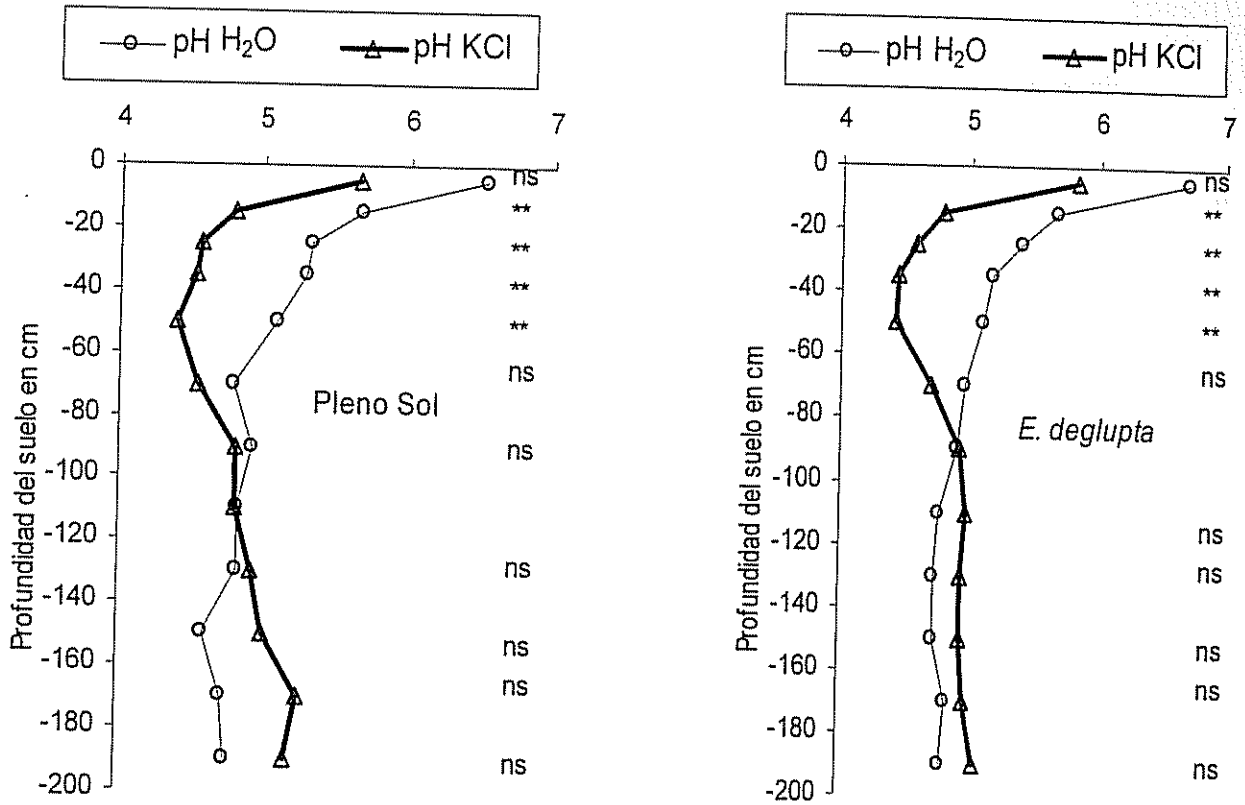 pH H₂O pH KCl
4 5 6 7
0
-20
-40
-60
-80
-100
-120
-140
-160
-180
-200
Profundidad del suelo en cm
ns
**
**
**
**
ns
ns
ns
ns
ns
ns
Pleno Sol
pH H₂O pH KCl
4 5 6 7
0
-20
-40
-60
-80
-100
-120
-140
-160
-180
-200
Profundidad del suelo en cm
ns
**
**
**
**
ns
ns
ns
ns
ns
ns
E. deglupta